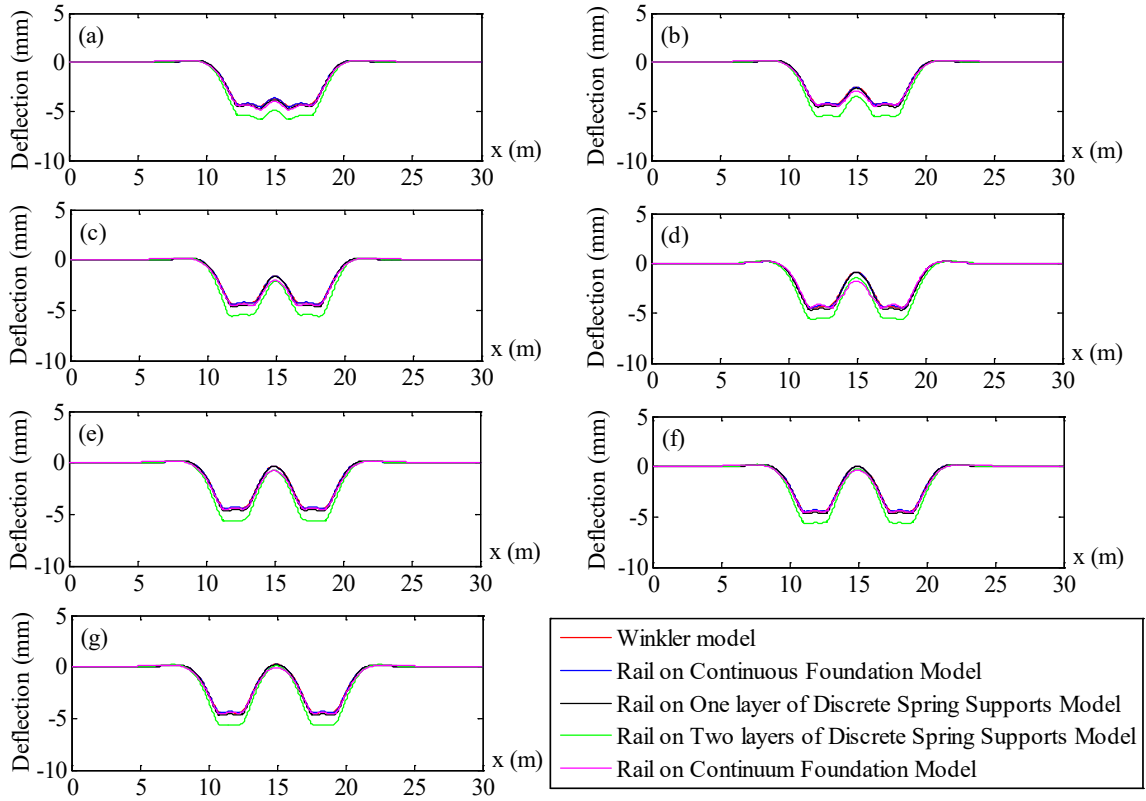 Deflection (mm)
5
0
-5
-10
(a)
0 5 10 15 20 25 30
x (m)
Deflection (mm)
5
0
-5
-10
(b)
0 5 10 15 20 25 30
x (m)
Deflection (mm)
5
0
-5
-10
(c)
0 5 10 15 20 25 30
x (m)
Deflection (mm)
5
0
-5
-10
(d)
0 5 10 15 20 25 30
x (m)
Deflection (mm)
5
0
-5
-10
(e)
0 5 10 15 20 25 30
x (m)
Deflection (mm)
5
0
-5
-10
(f)
0 5 10 15 20 25 30
x (m)
Deflection (mm)
5
0
-5
-10
(g)
0 5 10 15 20 25 30
x (m)
Winkler model
Rail on Continuous Foundation Model
Rail on One layer of Discrete Spring Supports Model
Rail on Two layers of Discrete Spring Supports Model
Rail on Continuum Foundation Model